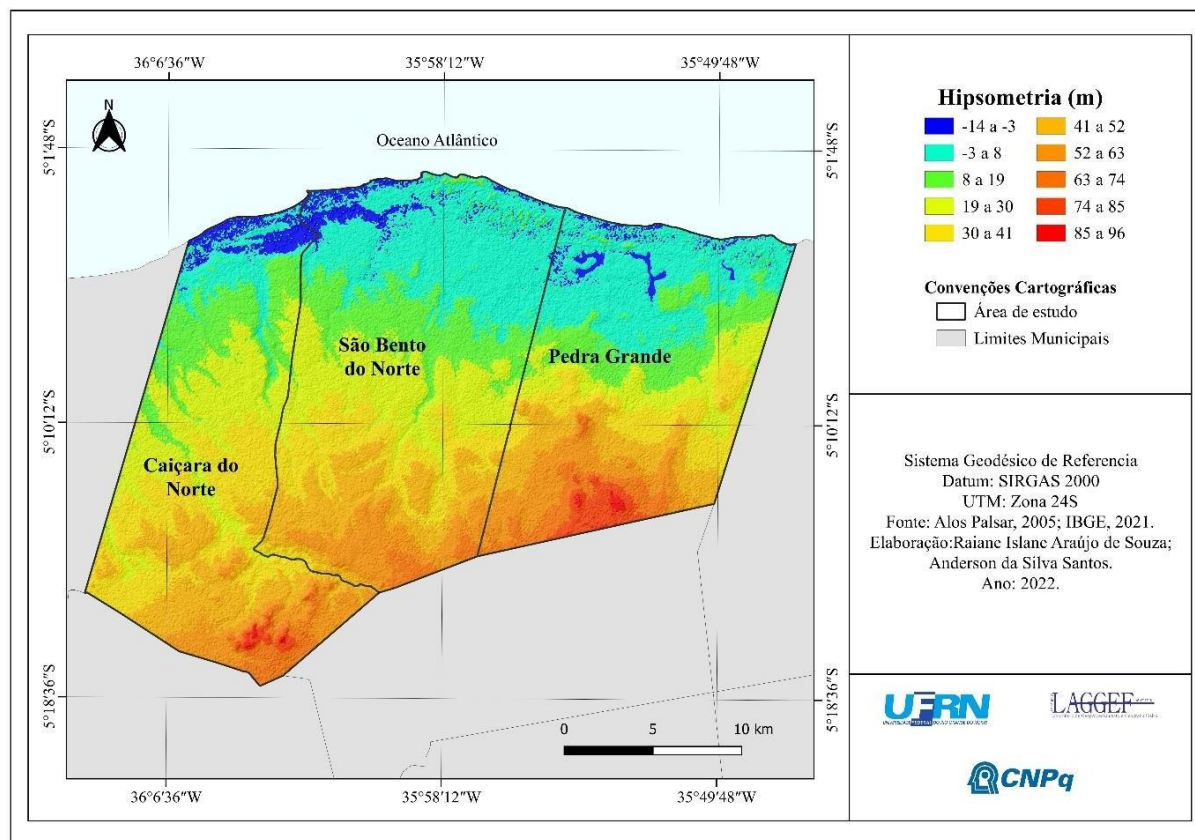 36°6′36″W
35°58′12″W
35°49′48″W
N
Oceano Atlântico
5°1′48″S
5°1′48″S
São Bento
do Norte
Pedra Grande
5°10′12″S
5°10′12″S
Caiçara do
Norte
5°18′36″S
5°18′36″S
0 5 10 km
36°6′36″W
35°58′12″W
35°49′48″W
Hipsometria (m)
-14 a -3
-3 a 8
8 a 19
19 a 30
30 a 41
41 a 52
52 a 63
63 a 74
74 a 85
85 a 96
Convenções Cartográficas
Área de estudo
Limites Municipais
Sistema Geodésico de Referencia
Datum: SIRGAS 2000
UTM: Zona 24S
Fonte: Alos Palsar, 2005; IBGE, 2021.
Elaboração:Raiane Islane Araújo de Souza;
Anderson da Silva Santos.
Ano: 2022.
UFRN
LAGGEF
CNPq